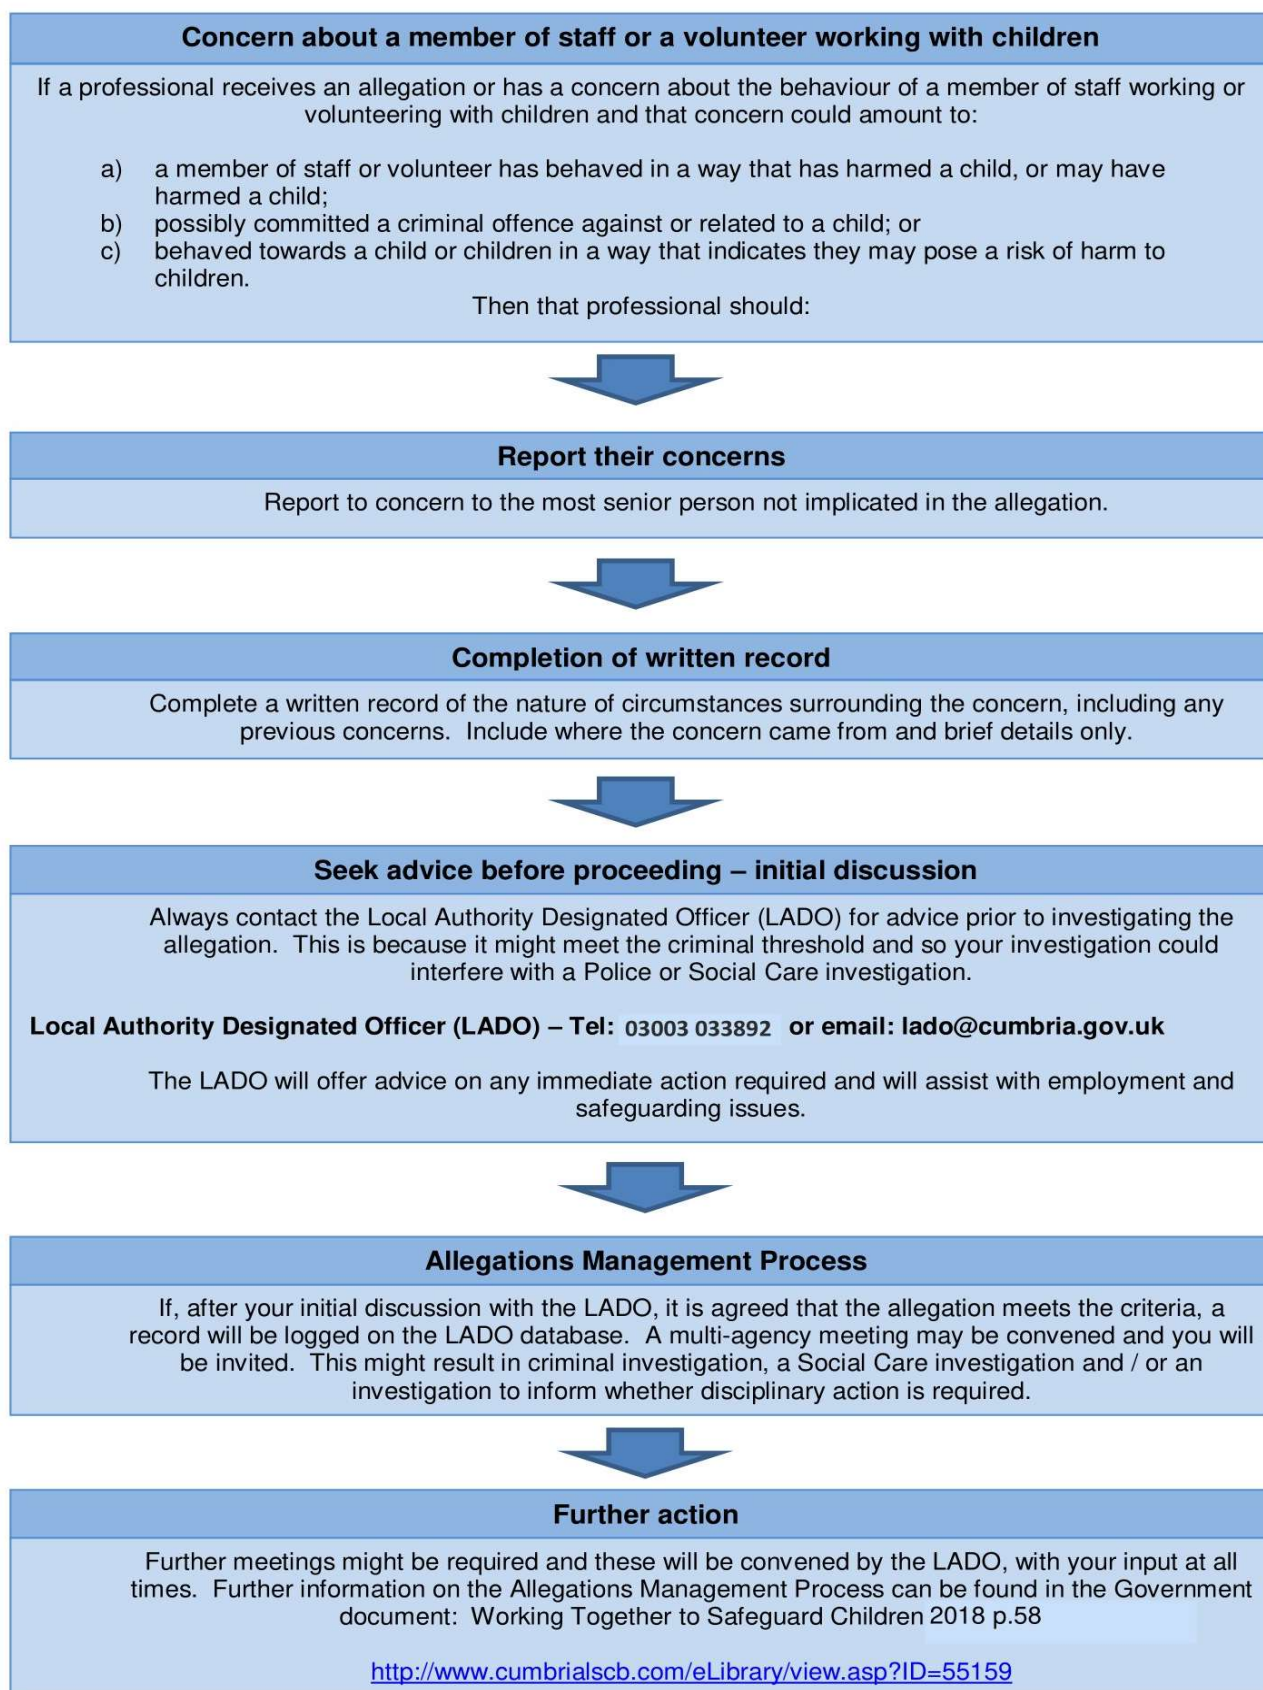 Concern about a member of staff or a volunteer working with children
If a professional receives an allegation or has a concern about the behaviour of a member of staff working or
volunteering with children and that concern could amount to:
a) a member of staff or volunteer has behaved in a way that has harmed a child, or may have
harmed a child;
b) possibly committed a criminal offence against or related to a child; or
c) behaved towards a child or children in a way that indicates they may pose a risk of harm to
children.
Then that professional should:
Report their concerns
Report to concern to the most senior person not implicated in the allegation.
Completion of written record
Complete a written record of the nature of circumstances surrounding the concern, including any
previous concerns. Include where the concern came from and brief details only.
Seek advice before proceeding – initial discussion
Always contact the Local Authority Designated Officer (LADO) for advice prior to investigating the
allegation. This is because it might meet the criminal threshold and so your investigation could
interfere with a Police or Social Care investigation.
Local Authority Designated Officer (LADO) – Tel: 03003 033892 or email: lado@cumbria.gov.uk
The LADO will offer advice on any immediate action required and will assist with employment and
safeguarding issues.
Allegations Management Process
If, after your initial discussion with the LADO, it is agreed that the allegation meets the criteria, a
record will be logged on the LADO database. A multi-agency meeting may be convened and you will
be invited. This might result in criminal investigation, a Social Care investigation and / or an
investigation to inform whether disciplinary action is required.
Further action
Further meetings might be required and these will be convened by the LADO, with your input at all
times. Further information on the Allegations Management Process can be found in the Government
document: Working Together to Safeguard Children 2018 p.58
http://www.cumbrialscb.com/eLibrary/view.asp?ID=55159